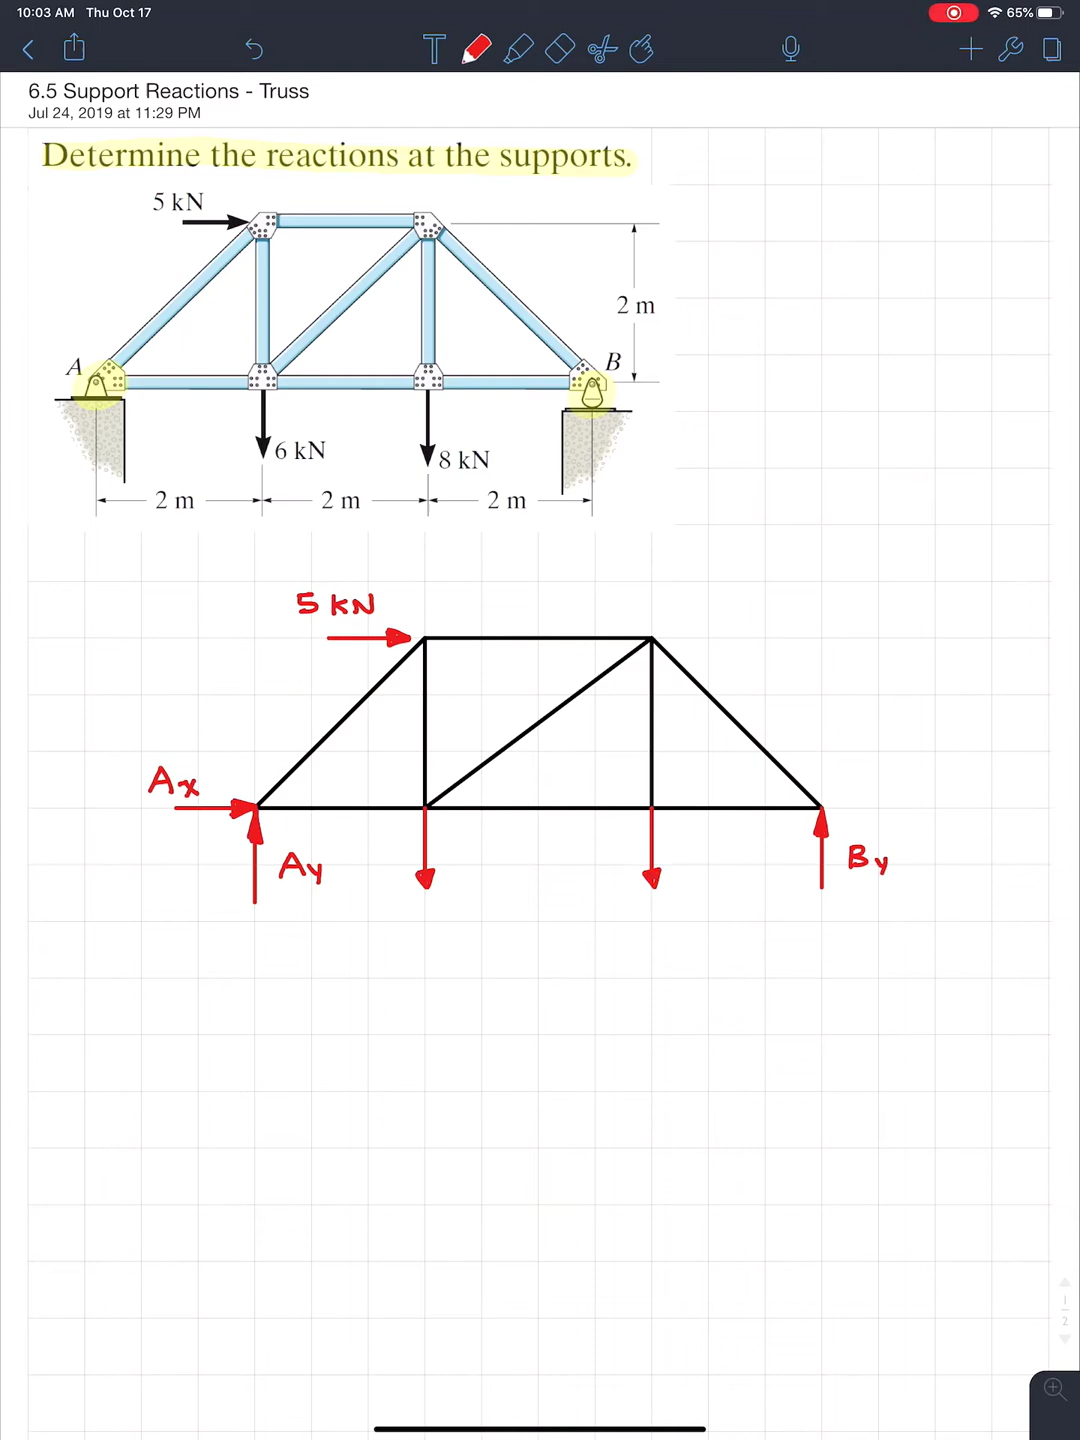 10:03 AM Thu Oct 17
65%
T
6.5 Support Reactions - Truss
Jul 24, 2019 at 11:29 PM
Determine the reactions at the supports.
5 kN
2 m
A
B
6 kN
8 kN
2 m
2 m
2 m
5 KN
Ax
Ay
By
1
2